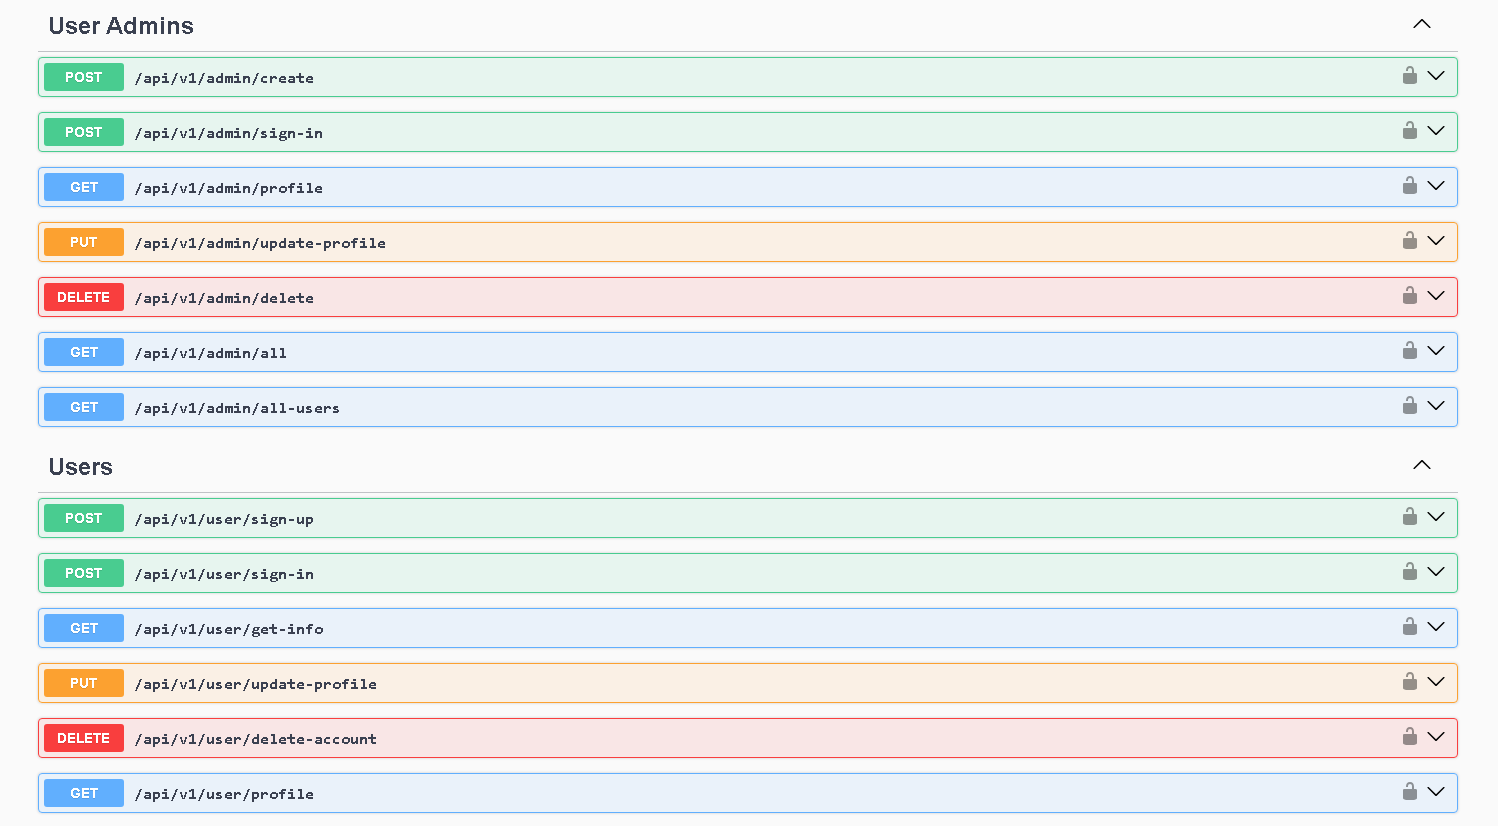 User Admins
POST /api/v1/admin/create
POST /api/v1/admin/sign-in
GET /api/v1/admin/profile
PUT /api/v1/admin/update-profile
DELETE /api/v1/admin/delete
GET /api/v1/admin/all
GET /api/v1/admin/all-users
Users
POST /api/v1/user/sign-up
POST /api/v1/user/sign-in
GET /api/v1/user/get-info
PUT /api/v1/user/update-profile
DELETE /api/v1/user/delete-account
GET /api/v1/user/profile